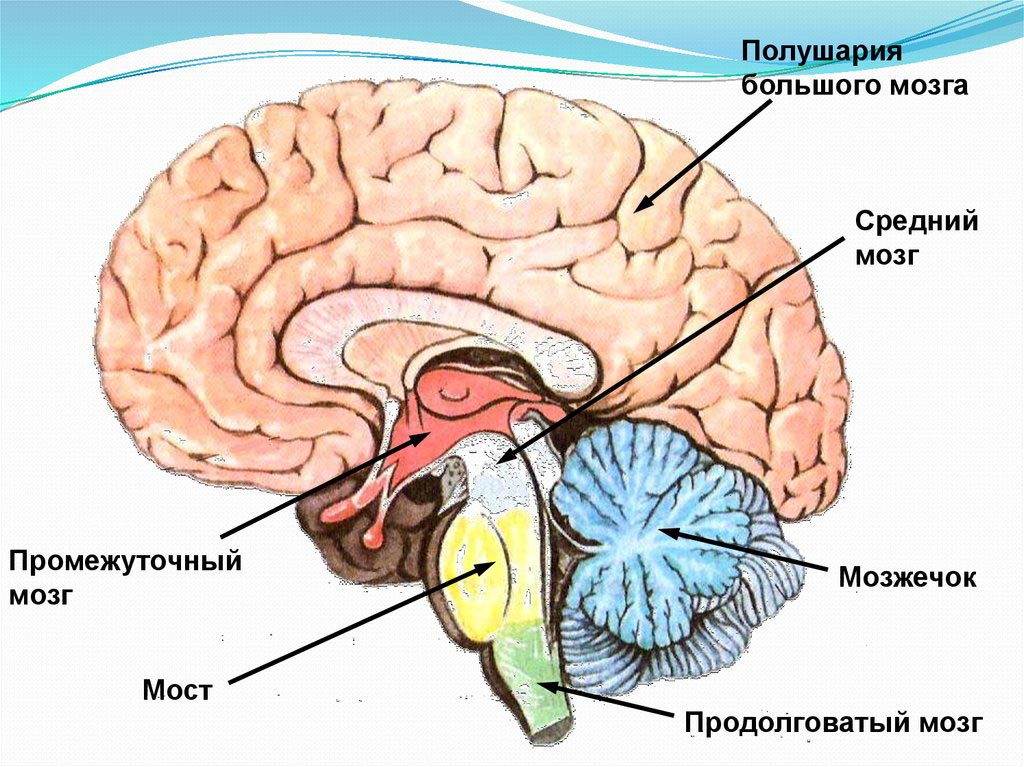 Полушария
большого мозга
Средний
мозг
Промежуточный
мозг
Мозжечок
Мост
Продолговатый мозг